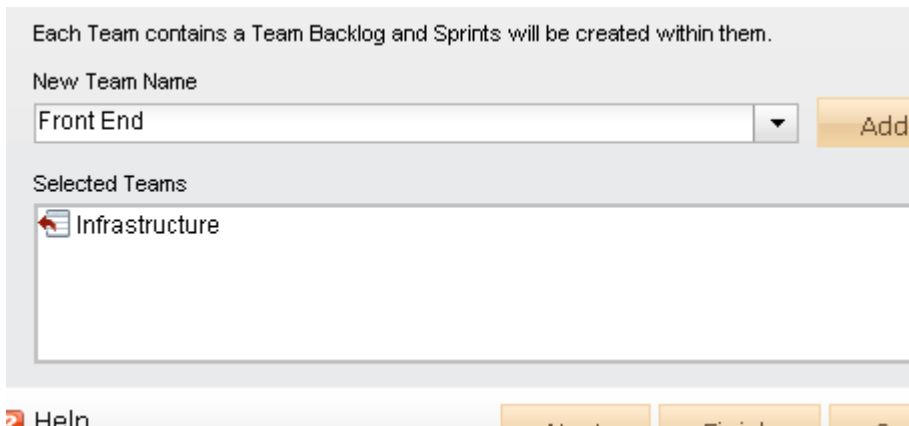 Each Team contains a Team Backlog and Sprints will be created within them.
New Team Name
Front End
Add
Selected Teams
Infrastructure
Help